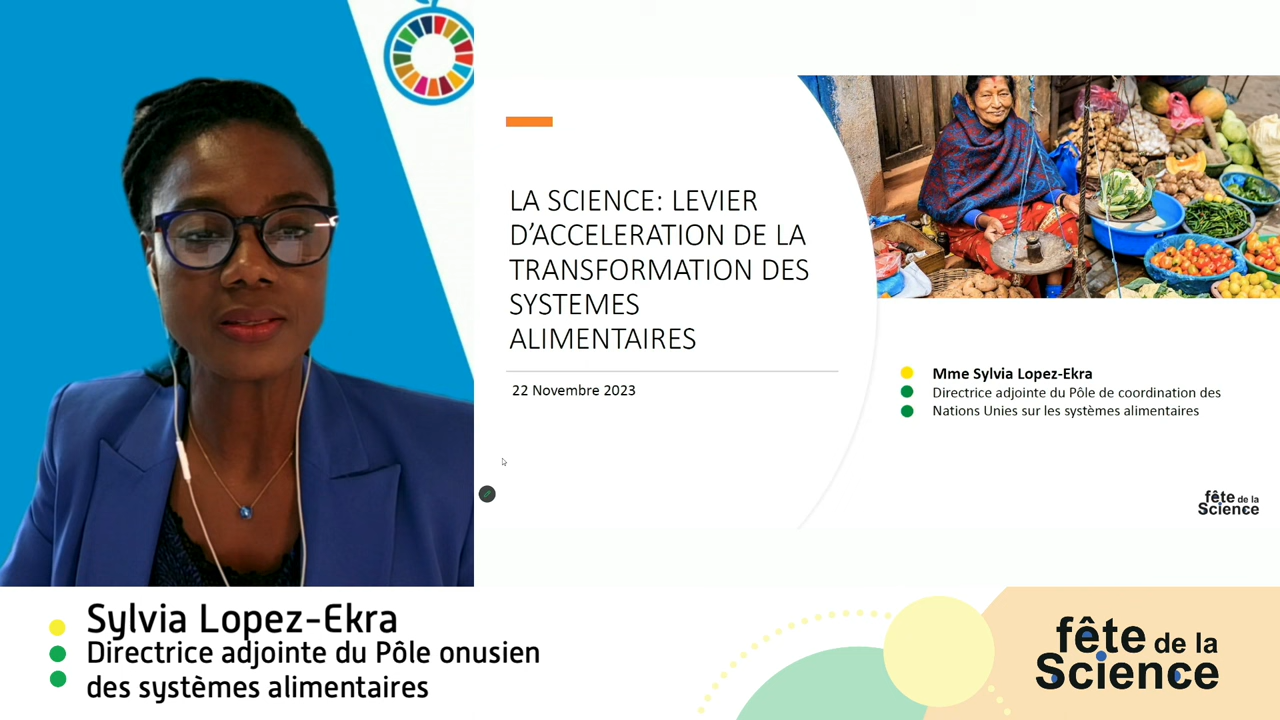 LA SCIENCE: LEVIER
D’ACCELERATION DE LA
TRANSFORMATION DES
SYSTEMES
ALIMENTAIRES
22 Novembre 2023
Mme Sylvia Lopez-Ekra
Directrice adjointe du Pôle de coordination des
Nations Unies sur les systèmes alimentaires
fête de la
Science
Sylvia Lopez-Ekra
Directrice adjointe du Pôle onusien
des systèmes alimentaires
fête de la
Science